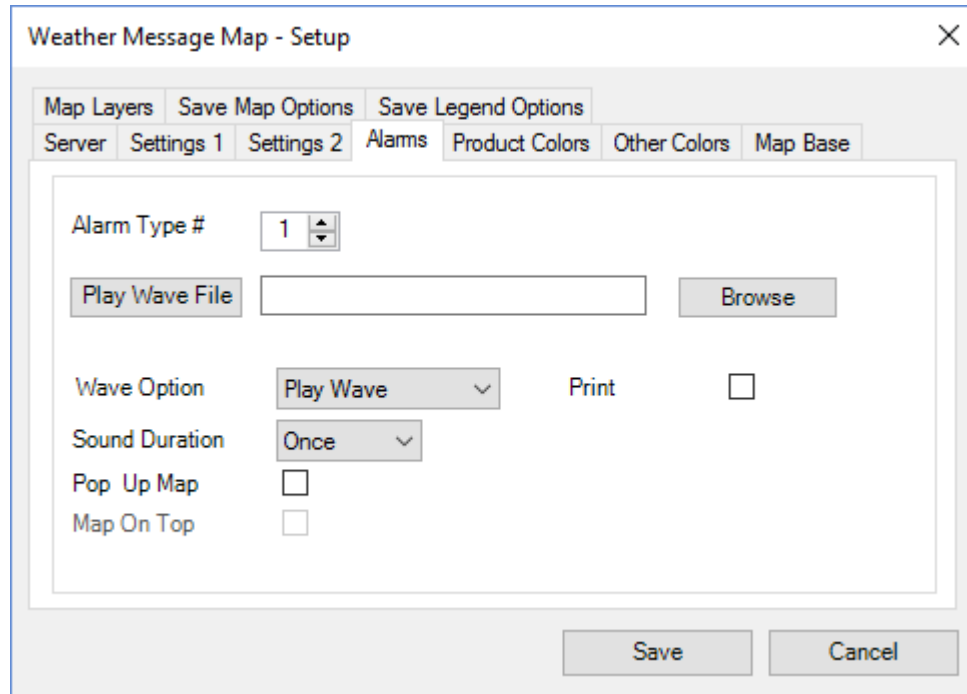 Weather Message Map - Setup
Map Layers Save Map Options Save Legend Options
Server Settings 1 Settings 2 Alarms Product Colors Other Colors Map Base
Alarm Type # 1
Play Wave File Browse
Wave Option Play Wave Print
Sound Duration Once
Pop Up Map
Map On Top
Save Cancel